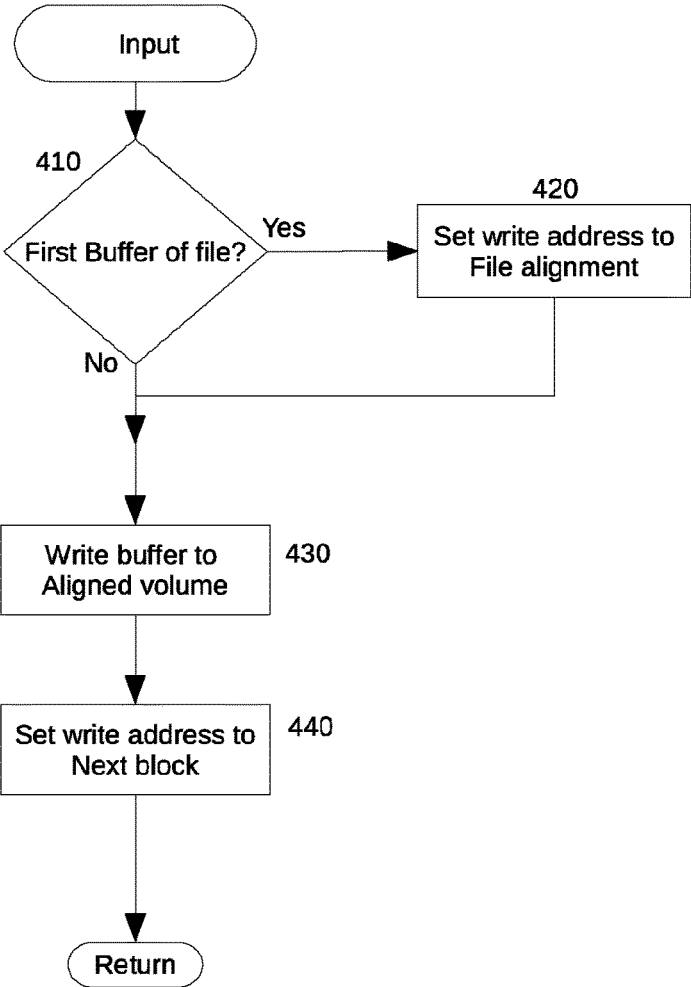 Input
410
First Buffer of file?
Yes
420
Set write address to
File alignment
No
Write buffer to
Aligned volume
430
Set write address to
Next block
440
Return